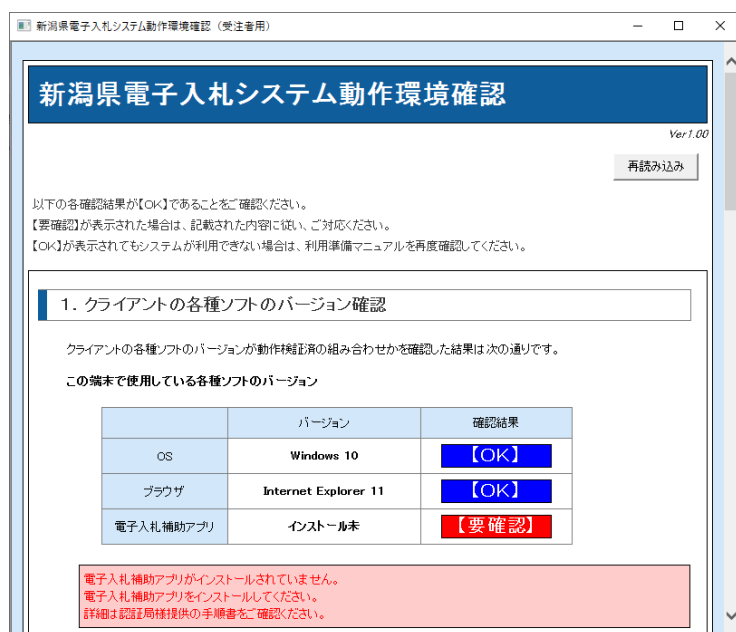 新潟県電子入札システム動作環境確認（受注者用）
新潟県電子入札システム動作環境確認
Ver1.00
再読み込み
以下の各確認結果が【OK】であることをご確認ください。
【要確認】が表示された場合は、記載された内容に従い、ご対応ください。
【OK】が表示されてもシステムが利用できない場合は、利用準備マニュアルを再度確認してください。
1．クライアントの各種ソフトのバージョン確認
クライアントの各種ソフトのバージョンが動作検証済の組み合わせかを確認した結果は次の通りです。
この端末で使用している各種ソフトのバージョン
バージョン 確認結果
OS Windows 10 【OK】
ブラウザ Internet Explorer 11 【OK】
電子入札補助アプリ インストール未 【要確認】
電子入札補助アプリがインストールされていません。
電子入札補助アプリをインストールしてください。
詳細は認証局様提供の手順書をご確認ください。